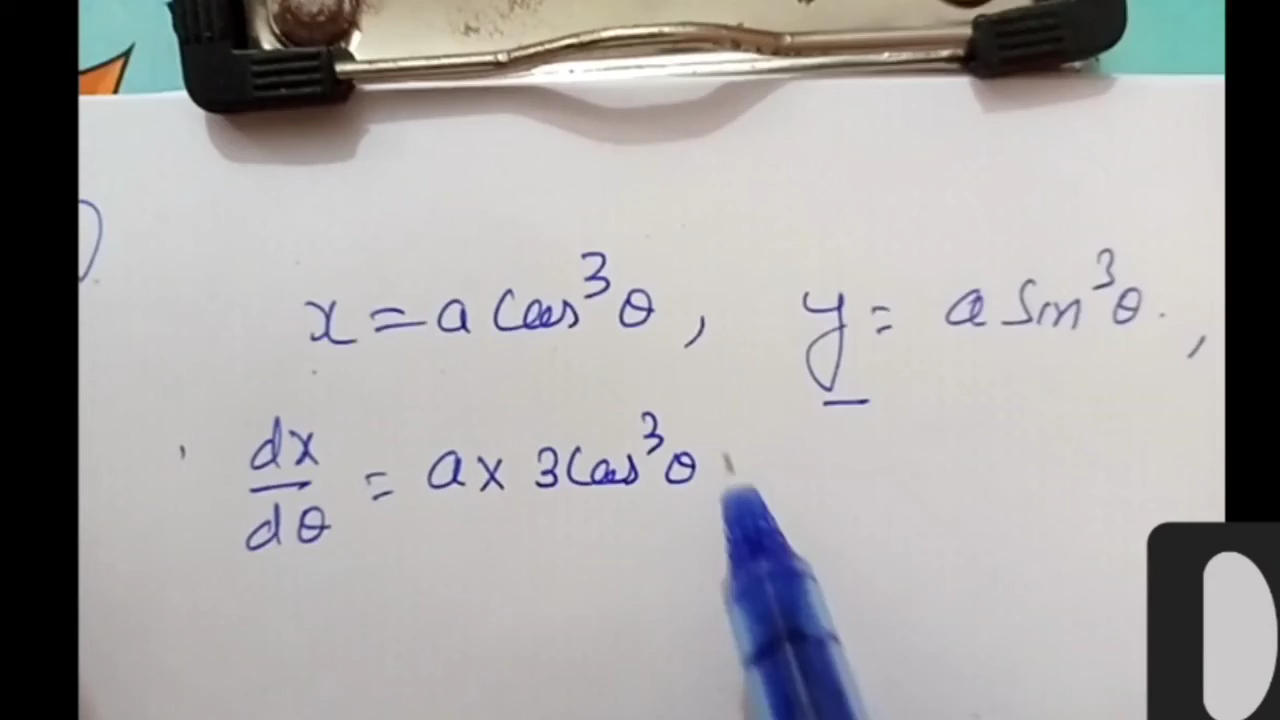 x = a cos³θ, y = a sin³θ.,
dx/dθ = a x 3cos³θ